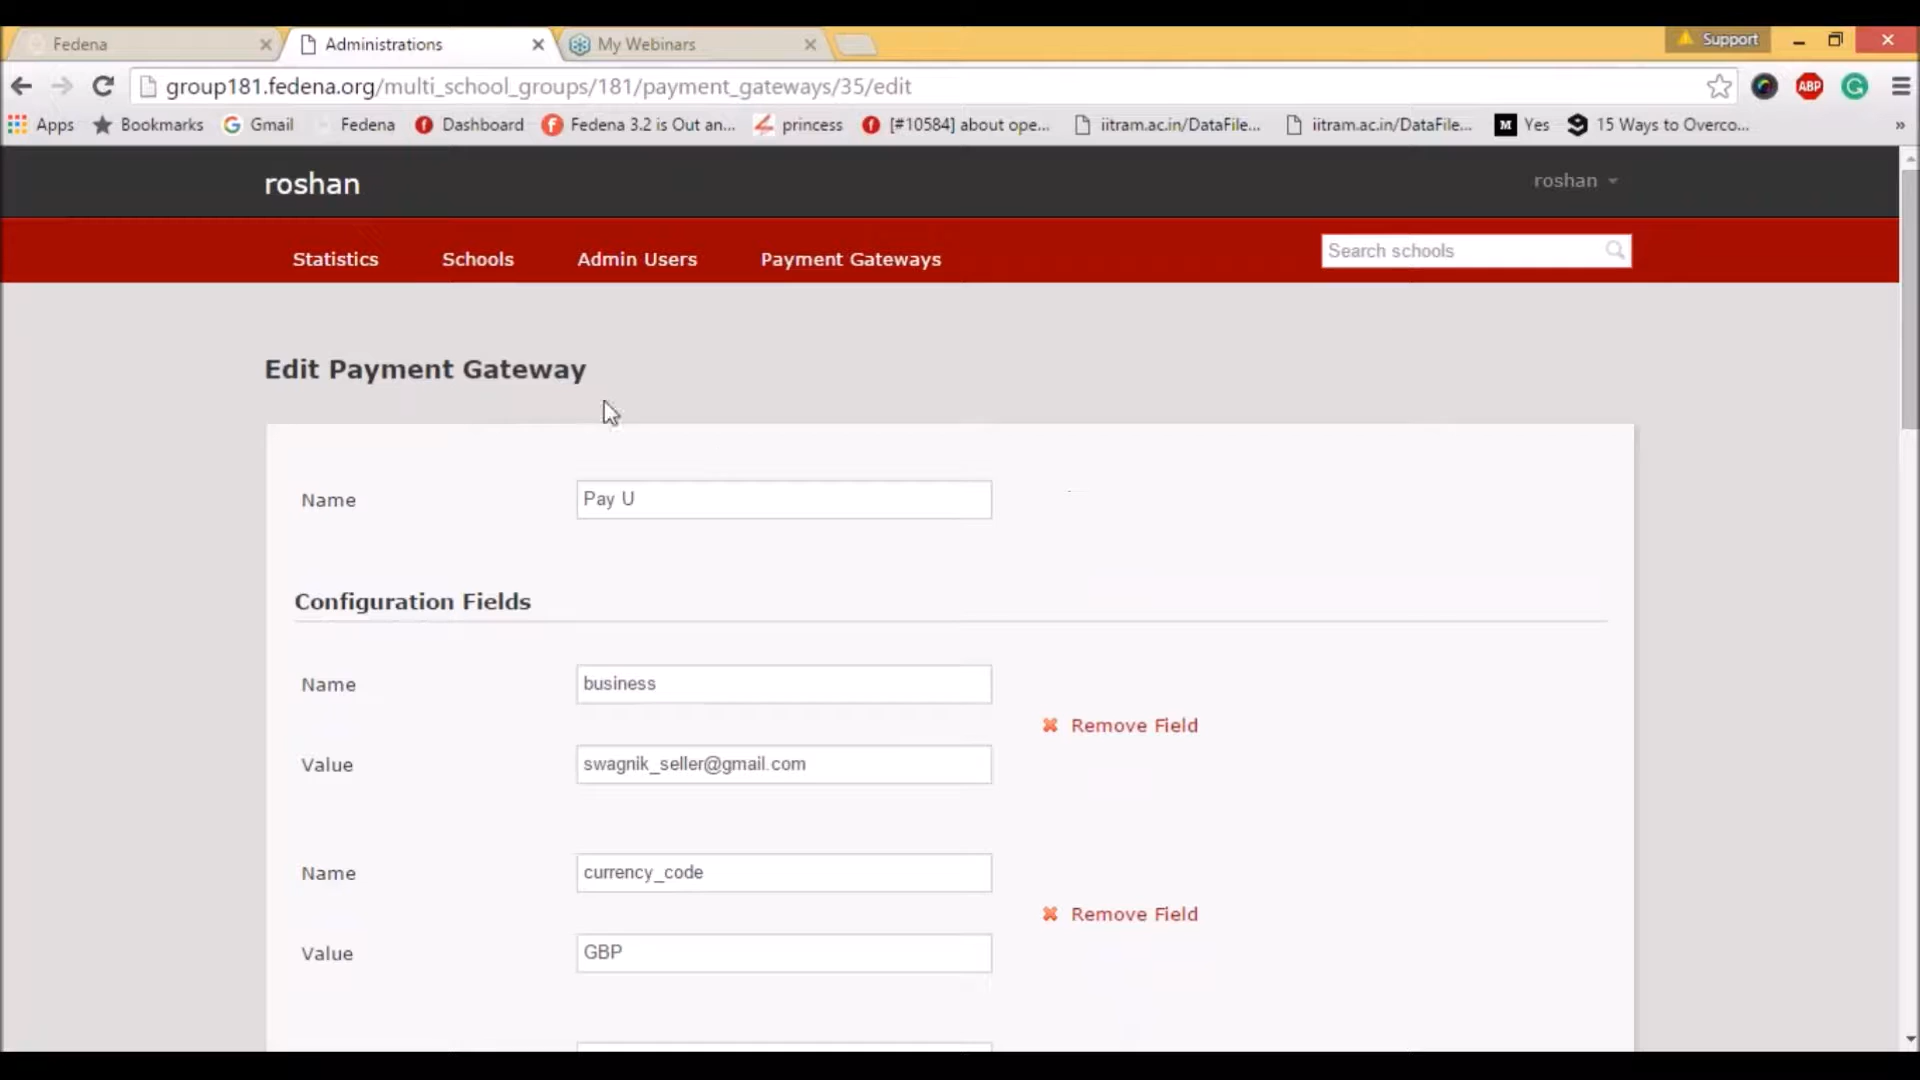 Fedena
Administrations
My Webinars
Support
group181.fedena.org/multi_school_groups/181/payment_gateways/35/edit
ABP
Apps
Bookmarks
Gmail
Fedena
Dashboard
Fedena 3.2 is Out an...
princess
[#10584] about ope...
iitram.ac.in/DataFile...
iitram.ac.in/DataFile...
M Yes
15 Ways to Overco...
»
roshan
roshan
Statistics
Schools
Admin Users
Payment Gateways
Search schools
Edit Payment Gateway
Name
Pay U
Configuration Fields
Name
business
Remove Field
Value
swagnik_seller@gmail.com
Name
currency_code
Remove Field
Value
GBP